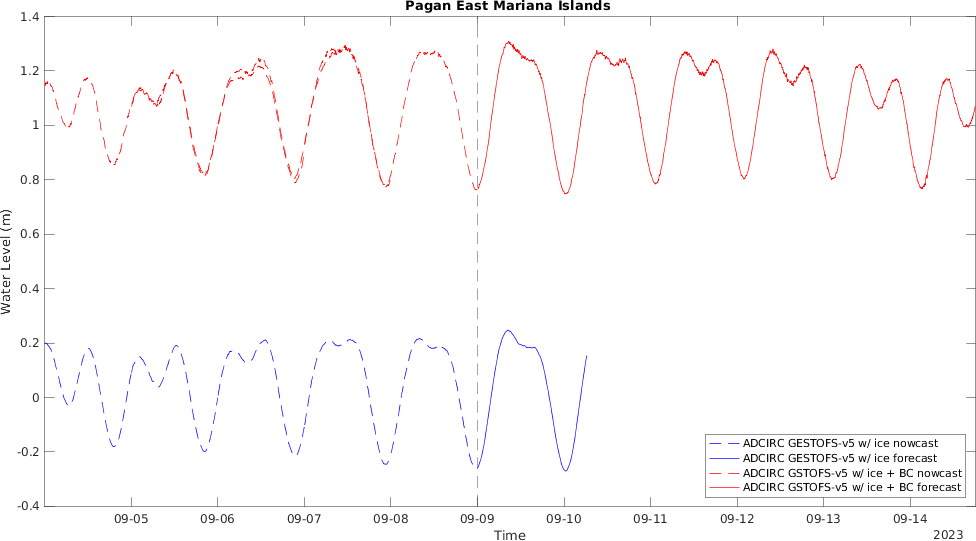 Pagan East Mariana Islands
Water Level (m)
1.4
1.2
1
0.8
0.6
0.4
0.2
0
-0.2
-0.4
09-05 09-06 09-07 09-08 09-09 09-10 09-11 09-12 09-13 09-14
Time
2023
ADCIRC GESTOFS-v5 w/ ice nowcast
ADCIRC GESTOFS-v5 w/ ice forecast
ADCIRC GSTOFS-v5 w/ ice + BC nowcast
ADCIRC GSTOFS-v5 w/ ice + BC forecast